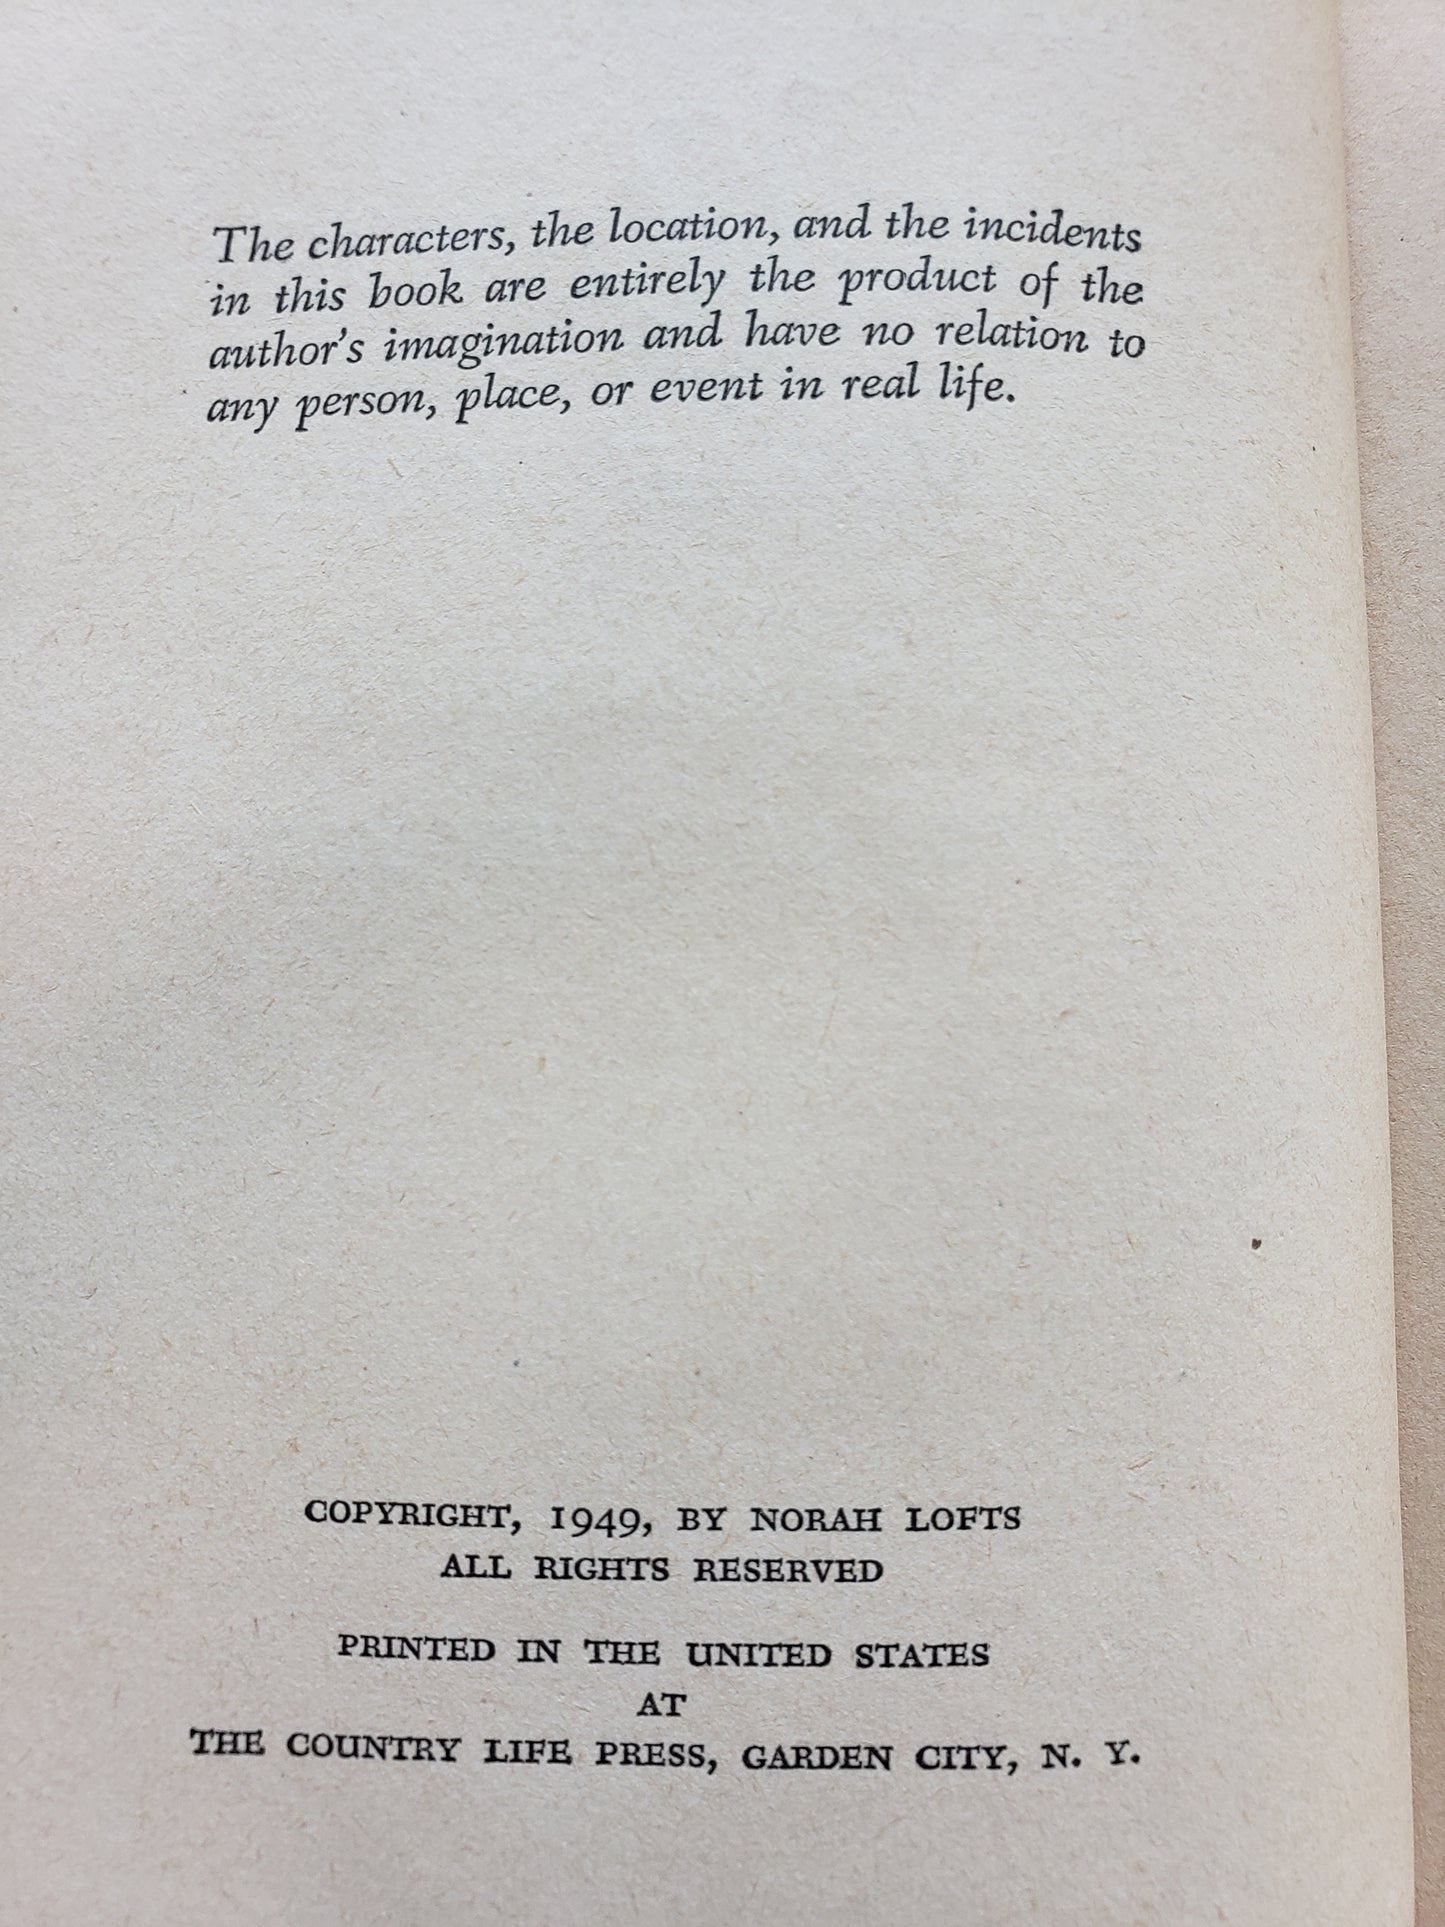 The characters, the location, and the incidents
in this book are entirely the product of the
author's imagination and have no relation to
any person, place, or event in real life.
COPYRIGHT, 1949, BY NORAH LOFTS
ALL RIGHTS RESERVED
PRINTED IN THE UNITED STATES
AT
THE COUNTRY LIFE PRESS, GARDEN CITY, N. Y.